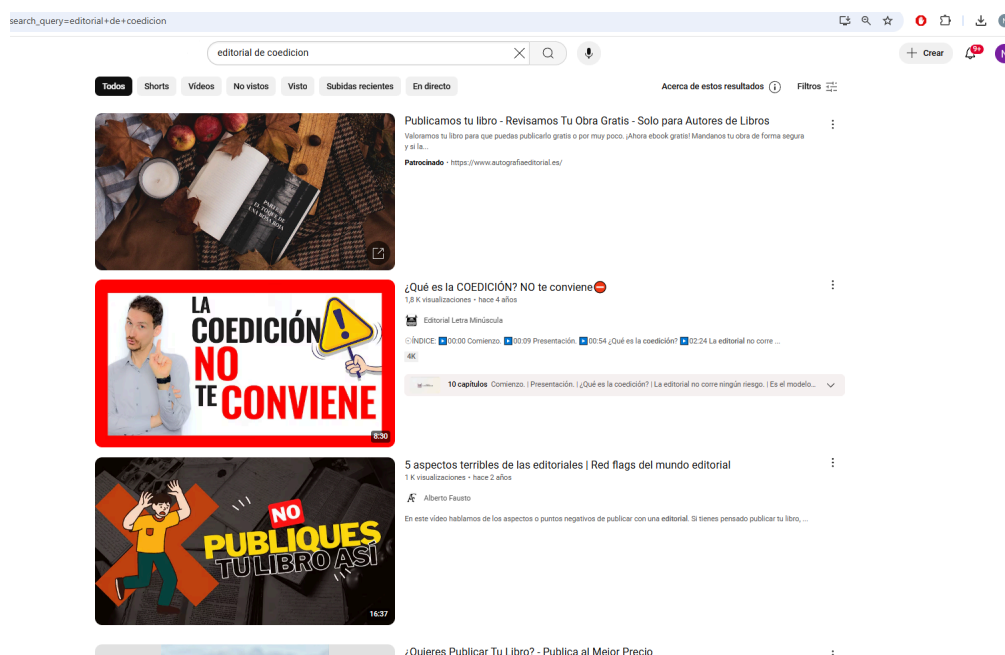 search_query=editorial+de+coedicion
editorial de coedicion
Crear
9+
Todos
Shorts
Vídeos
No vistos
Visto
Subidas recientes
En directo
Acerca de estos resultados
Filtros
PARDO Y
EL TOQUE DE
UNA ROSA ROJA
Publicamos tu libro - Revisamos Tu Obra Gratis - Solo para Autores de Libros
Valoramos tu libro para que puedas publicarlo gratis o por muy poco. ¡Ahora ebook gratis! Mandanos tu obra de forma segura
y si la...
Patrocinado · https://www.autografiaeditorial.es/
LA
COEDICIÓN
NO
TE CONVIENE
8:30
¿Qué es la COEDICIÓN? NO te conviene⛔
1,8 K visualizaciones • hace 4 años
Editorial Letra Minúscula
ÍNDICE: ▶00:00 Comienzo. ▶00:09 Presentación. ▶00:54 ¿Qué es la coedición? ▶02:24 La editorial no corre ...
4K
10 capítulos Comienzo. | Presentación. | ¿Qué es la coedición? | La editorial no corre ningún riesgo. | Es el modelo...
NO
PUBLIQUES
TU LIBRO ASÍ
16:37
5 aspectos terribles de las editoriales | Red flags del mundo editorial
1 K visualizaciones • hace 2 años
Alberto Fausto
En este vídeo hablamos de los aspectos o puntos negativos de publicar con una editorial. Si tienes pensado publicar tu libro, ...
¿Quieres Publicar Tu Libro? - Publica al Mejor Precio